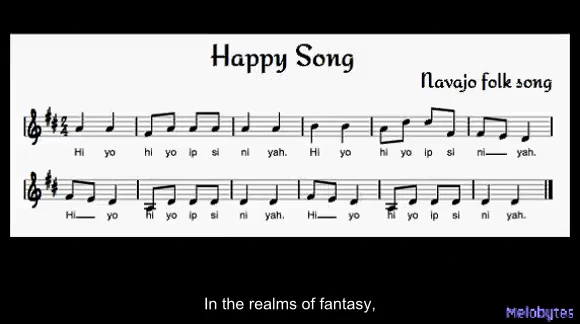 Happy Song
Navajo folk song
2
4
Hi yo hi yo ip si ni yah. Hi yo hi yo ip si ni yah.
Hi yo hi yo ip si ni yah. Hi yo hi yo ip si ni yah.
In the realms of fantasy,
Melobytes